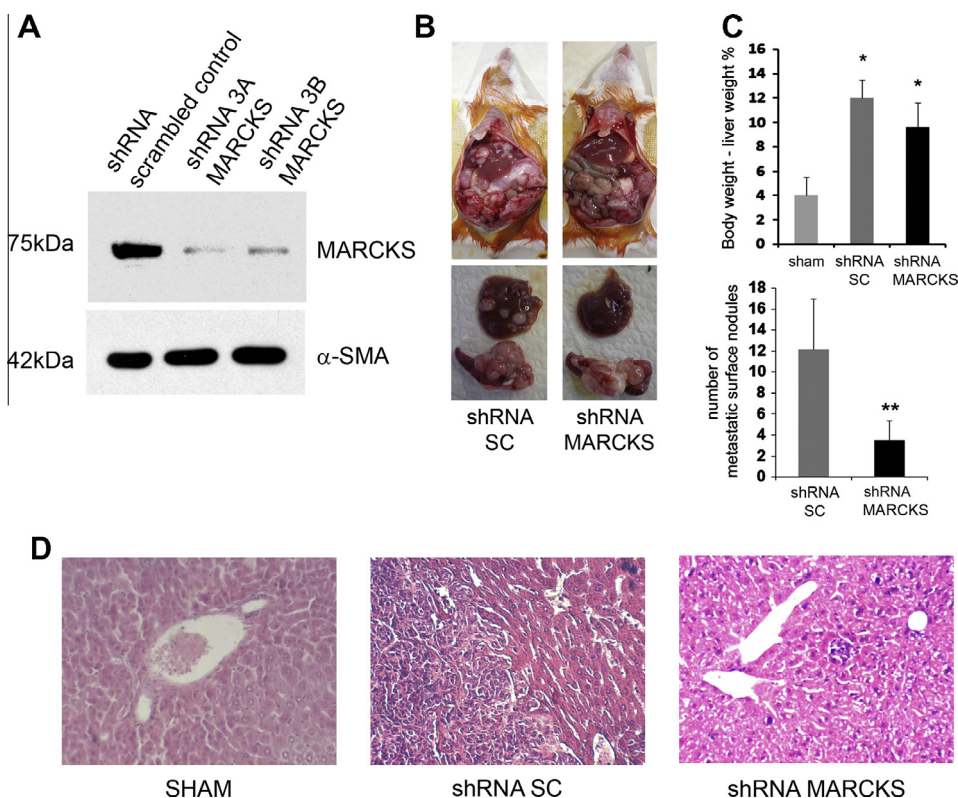 A
shRNA
scrambled control
shRNA 3A
MARCKS
shRNA 3B
MARCKS
75kDa
MARCKS
42kDa
α-SMA
B
shRNA
SC
shRNA
MARCKS
C
Body weight - liver weight %
16
14
12
10
8
6
4
2
0
*
*
sham
shRNA
SC
shRNA
MARCKS
number of
metastatic surface nodules
18
16
14
12
10
8
6
4
2
0
**
shRNA
SC
shRNA
MARCKS
D
SHAM
shRNA SC
shRNA MARCKS